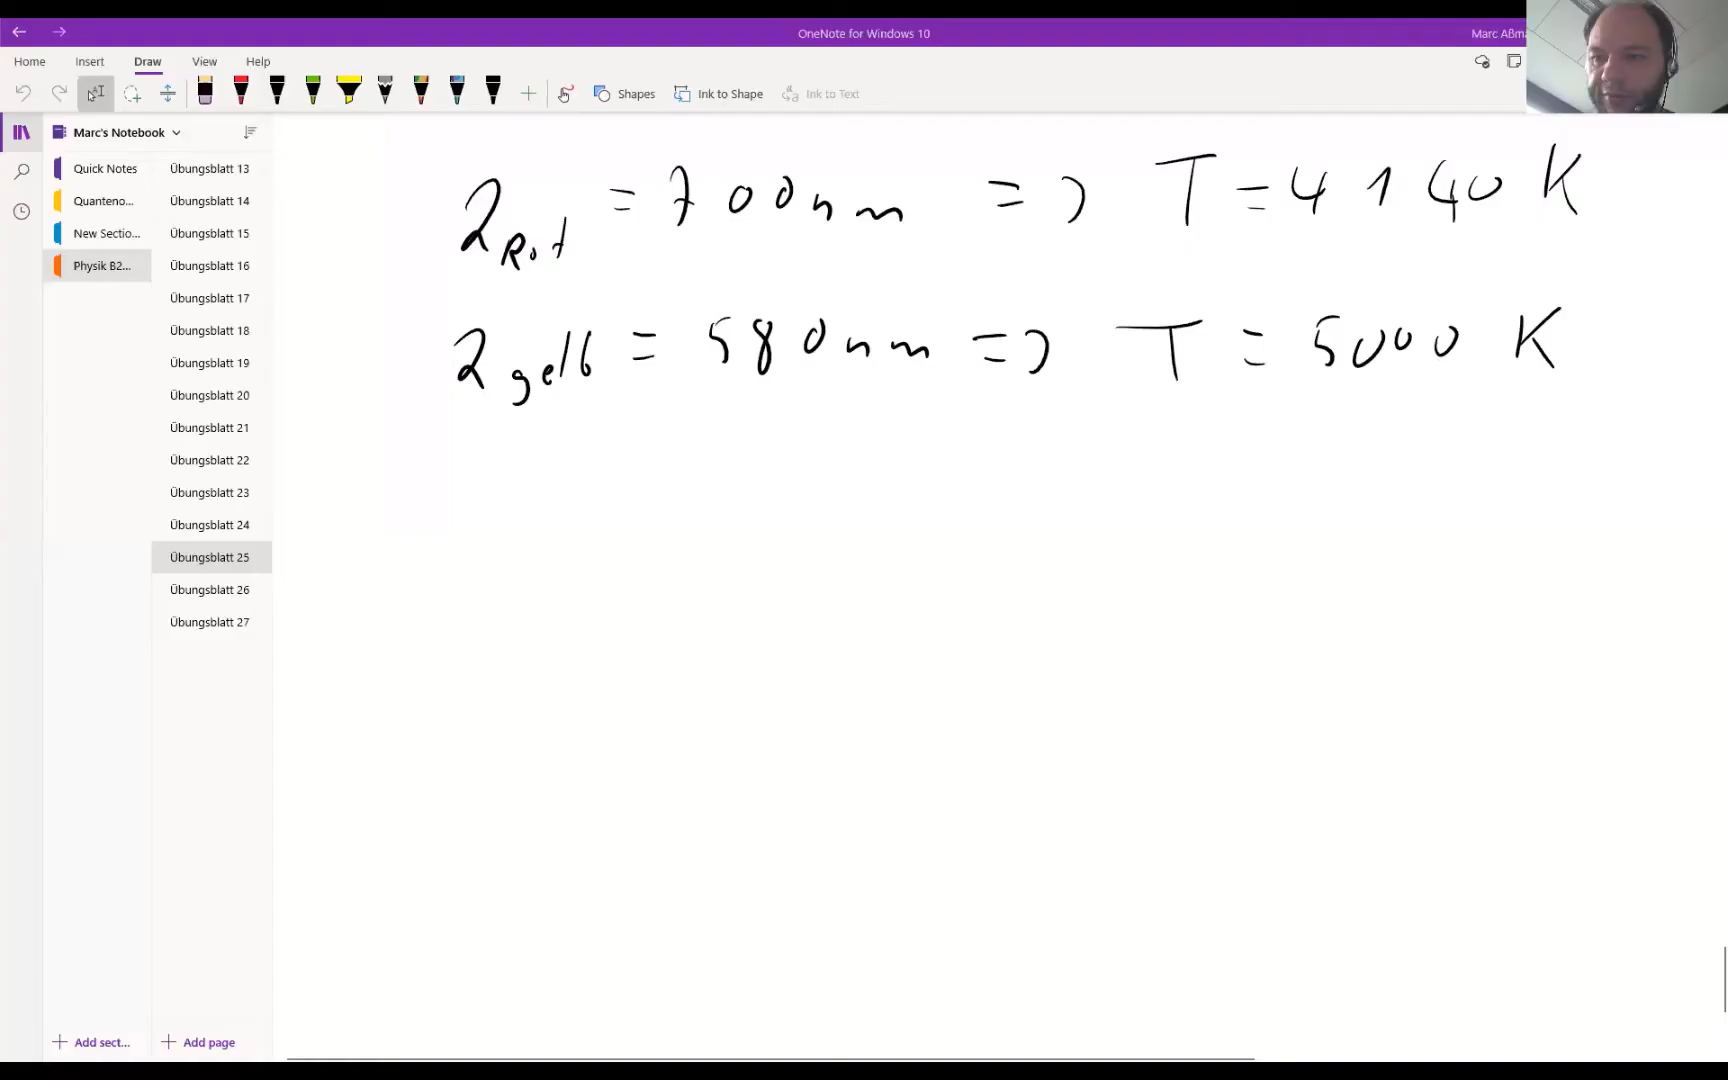 OneNote for Windows 10
Home Insert Draw View Help
Shapes Ink to Shape Ink to Text
Marc's Notebook
Quick Notes
Quanteno...
New Sectio...
Physik B2...
Übungsblatt 13
Übungsblatt 14
Übungsblatt 15
Übungsblatt 16
Übungsblatt 17
Übungsblatt 18
Übungsblatt 19
Übungsblatt 20
Übungsblatt 21
Übungsblatt 22
Übungsblatt 23
Übungsblatt 24
Übungsblatt 25
Übungsblatt 26
Übungsblatt 27
Add sect...
Add page
λ_Rot = 700nm => T = 4140 K
λ_gelb = 580nm => T = 5000 K